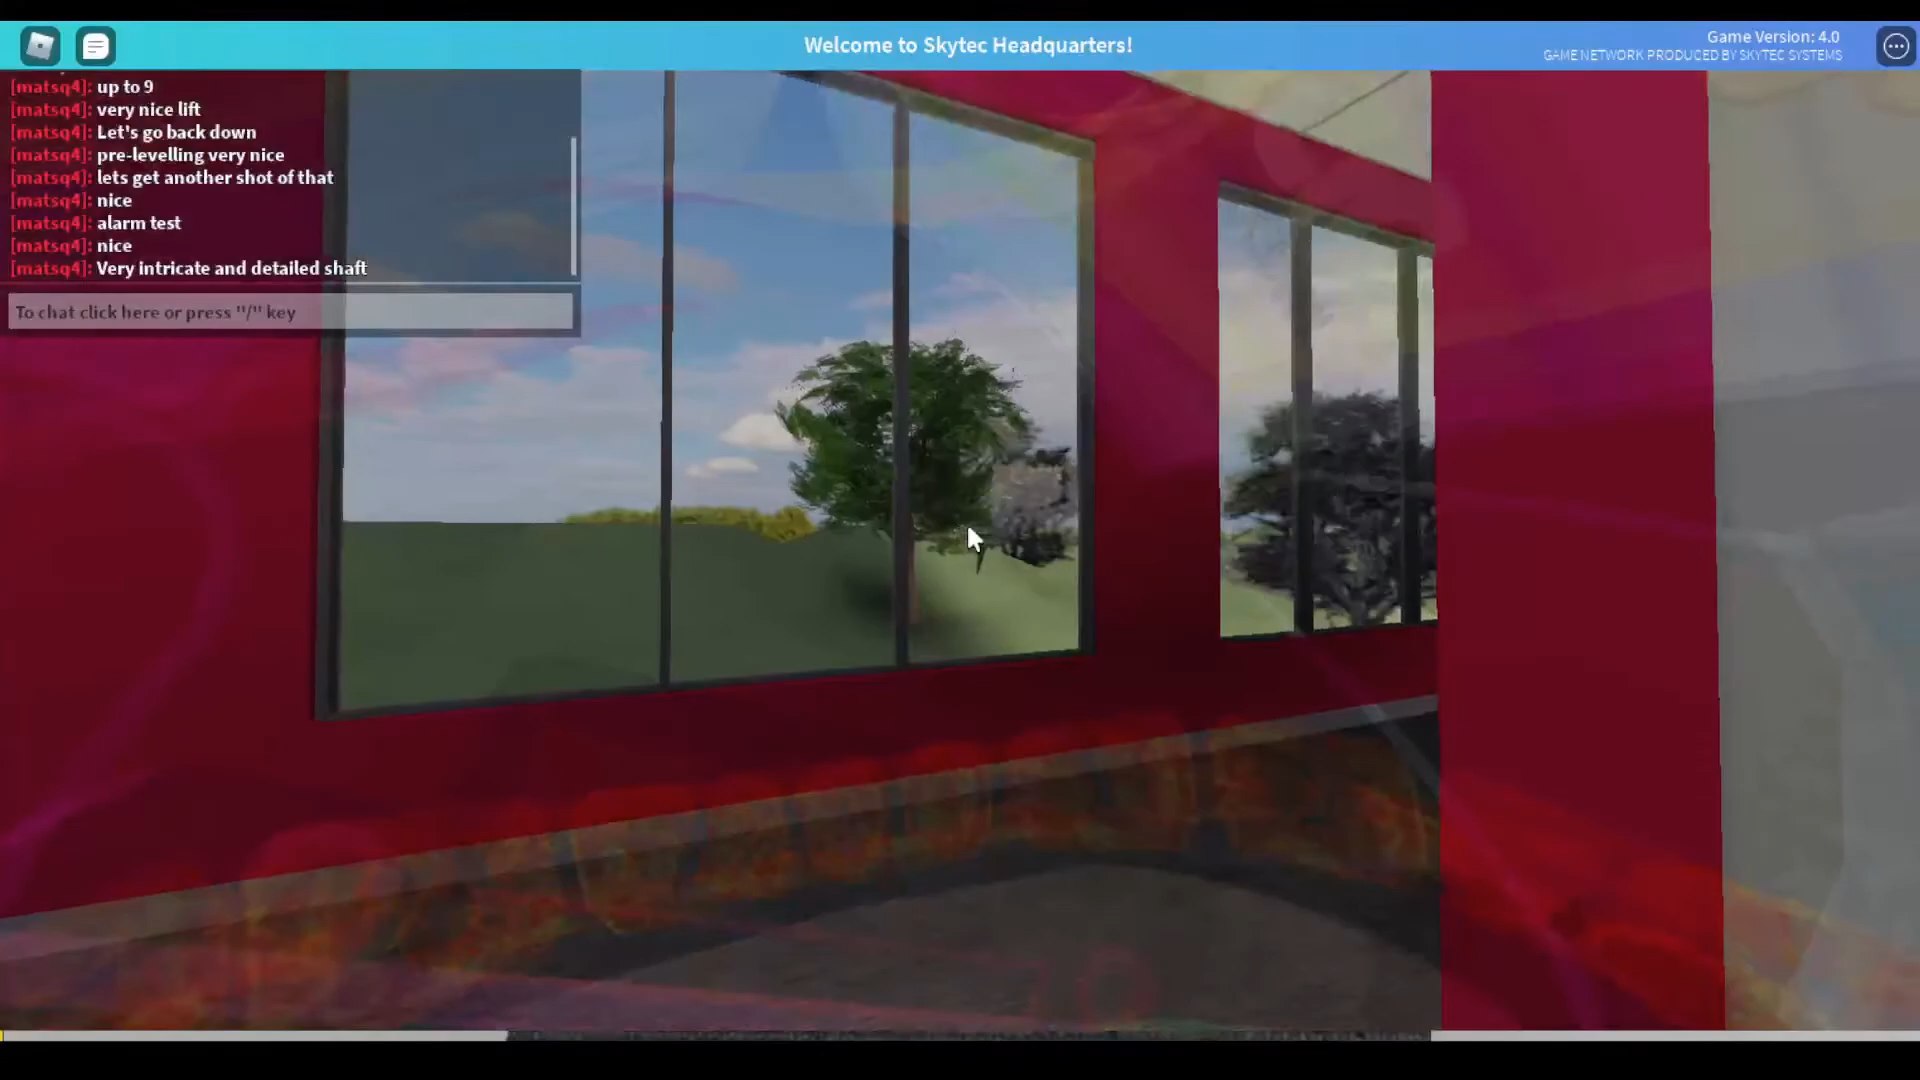 Welcome to Skytec Headquarters!
Game Version: 4.0
GAME NETWORK PRODUCED BY SKYTEC SYSTEMS
[matsq4]: up to 9
[matsq4]: very nice lift
[matsq4]: Let's go back down
[matsq4]: pre-levelling very nice
[matsq4]: lets get another shot of that
[matsq4]: nice
[matsq4]: alarm test
[matsq4]: nice
[matsq4]: Very intricate and detailed shaft
To chat click here or press "/" key